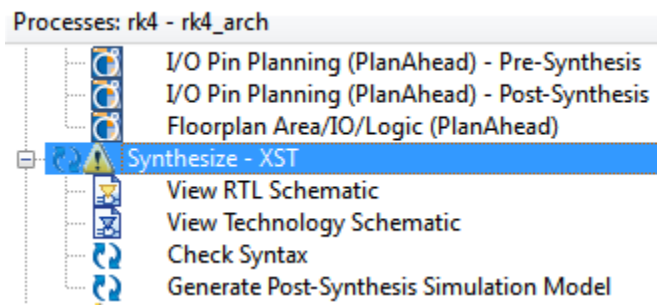 Processes: rk4 - rk4_arch
I/O Pin Planning (PlanAhead) - Pre-Synthesis
I/O Pin Planning (PlanAhead) - Post-Synthesis
Floorplan Area/IO/Logic (PlanAhead)
Synthesize - XST
View RTL Schematic
View Technology Schematic
Check Syntax
Generate Post-Synthesis Simulation Model